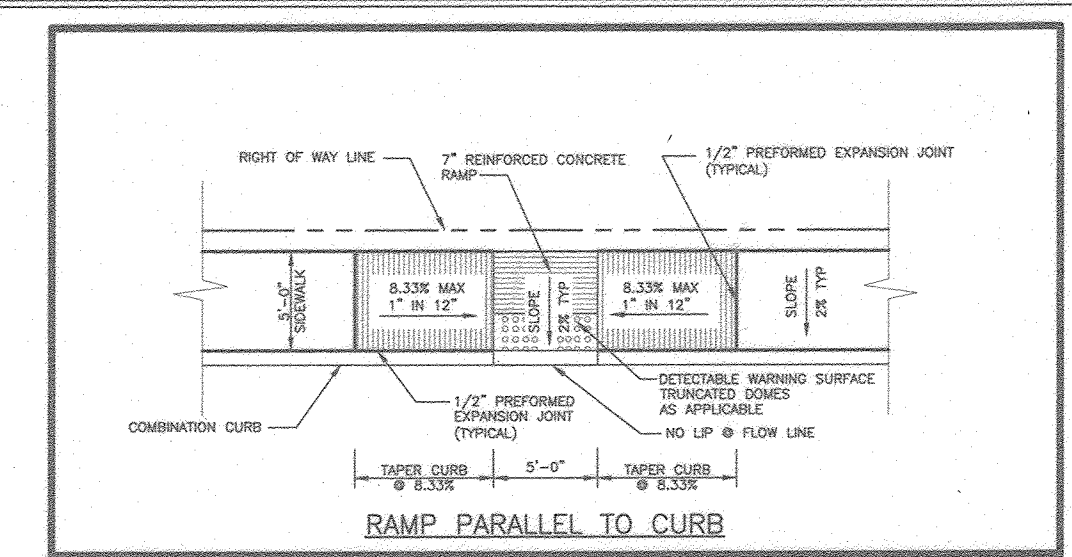 RIGHT OF WAY LINE
7" REINFORCED CONCRETE
RAMP
1/2" PREFORMED EXPANSION JOINT
(TYPICAL)
5'-0"
SIDEWALK
8.33% MAX
1" IN 12"
SLOPE
2% TYP
8.33% MAX
1" IN 12"
SLOPE
2% TYP
DETECTABLE WARNING SURFACE
TRUNCATED DOMES
AS APPLICABLE
1/2" PREFORMED
EXPANSION JOINT
(TYPICAL)
COMBINATION CURB
NO LIP @ FLOW LINE
TAPER CURB
@ 8.33%
5'-0"
TAPER CURB
@ 8.33%
RAMP PARALLEL TO CURB